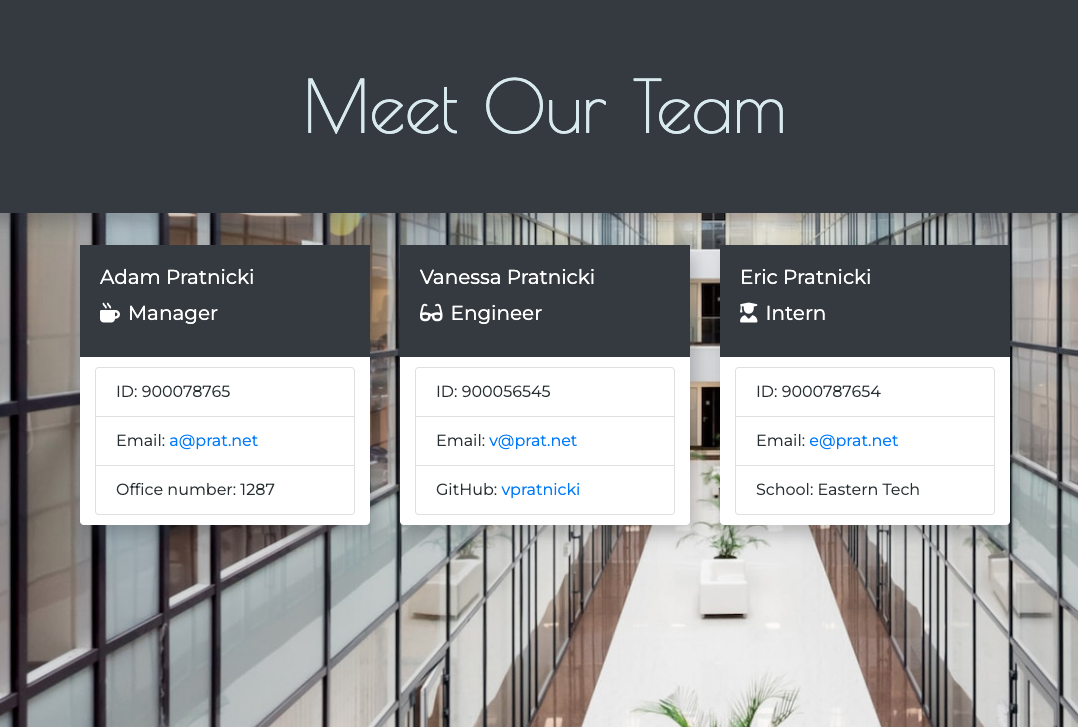 Meet Our Team
Adam Pratnicki
Manager
ID: 900078765
Email: a@prat.net
Office number: 1287
Vanessa Pratnicki
Engineer
ID: 900056545
Email: v@prat.net
GitHub: vpratnicki
Eric Pratnicki
Intern
ID: 9000787654
Email: e@prat.net
School: Eastern Tech